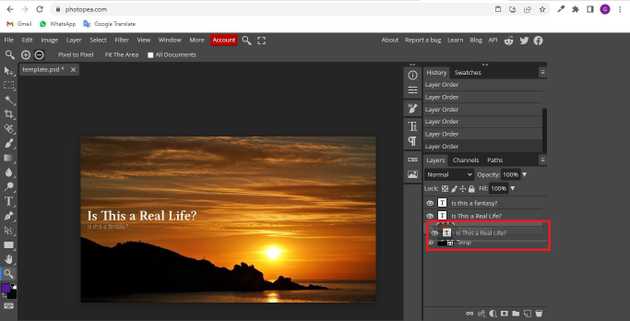 photopea.com
G
Gmail
WhatsApp
Google Translate
File Edit Image Layer Select Filter View Window More Account
About Report a bug Learn Blog API
Pixel to Pixel Fit The Area All Documents
template.psd *
History Swatches
Layer Order
Layer Order
Layer Order
Layer Order
Layer Order
Layer Order
Layers Channels Paths
Normal Opacity: 100%
Lock: Fill: 100%
T Is this a fantasy?
T Is This a Real Life?
T Is This a Real Life?
CSS
Is This a Real Life?
Is this a fantasy?